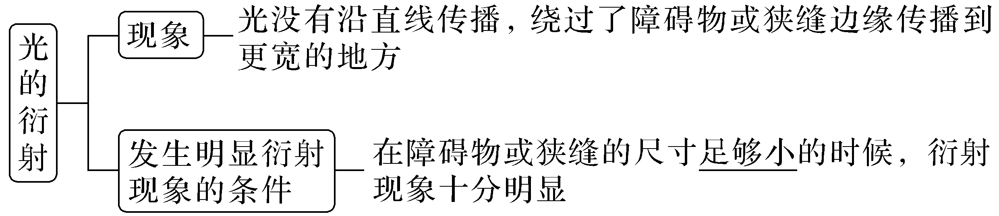 光的衍射
现象
光没有沿直线传播，绕过了障碍物或狭缝边缘传播到
更宽的地方
发生明显衍射
现象的条件
在障碍物或狭缝的尺寸足够小的时候，衍射
现象十分明显